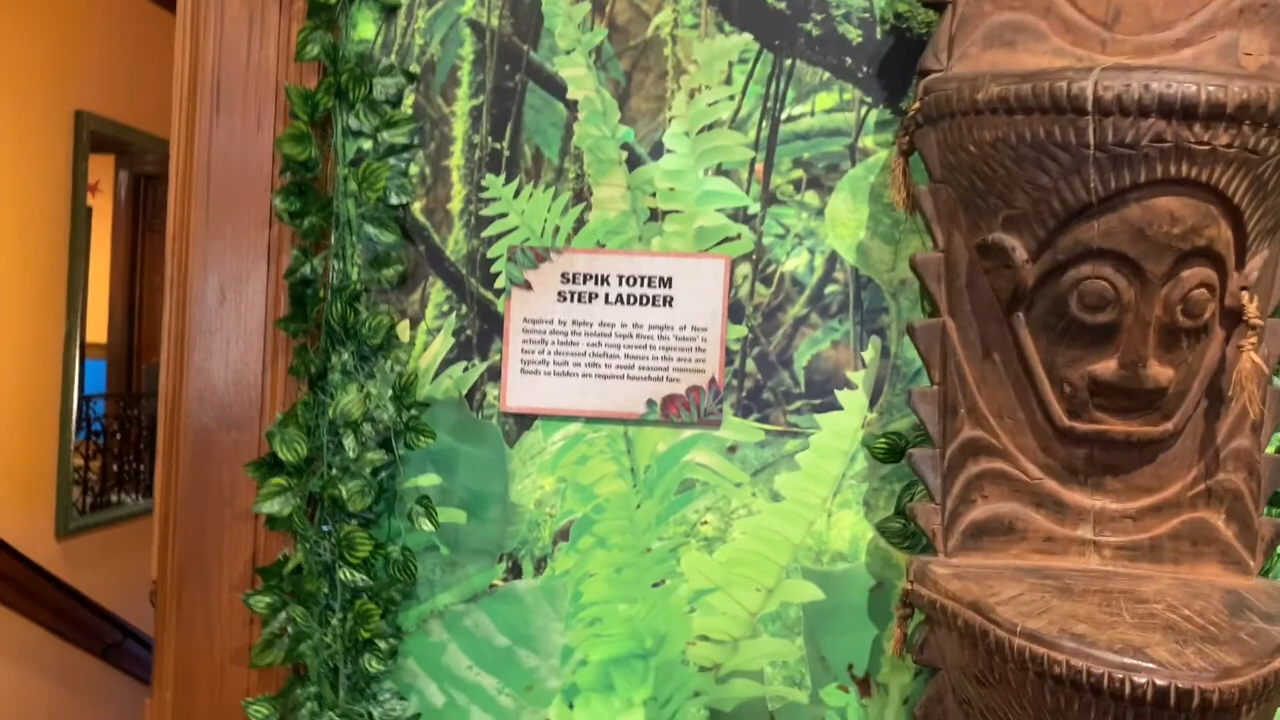 SEPIK TOTEM
STEP LADDER
Acquired by Ripley deep in the jungles of New
Guinea along the isolated Sepik River, this "totem" is
actually a ladder - each rung carved to represent the
face of a deceased chieftain. Houses in this area are
typically built on stilts to avoid seasonal monsoon
floods so ladders are required household fare.